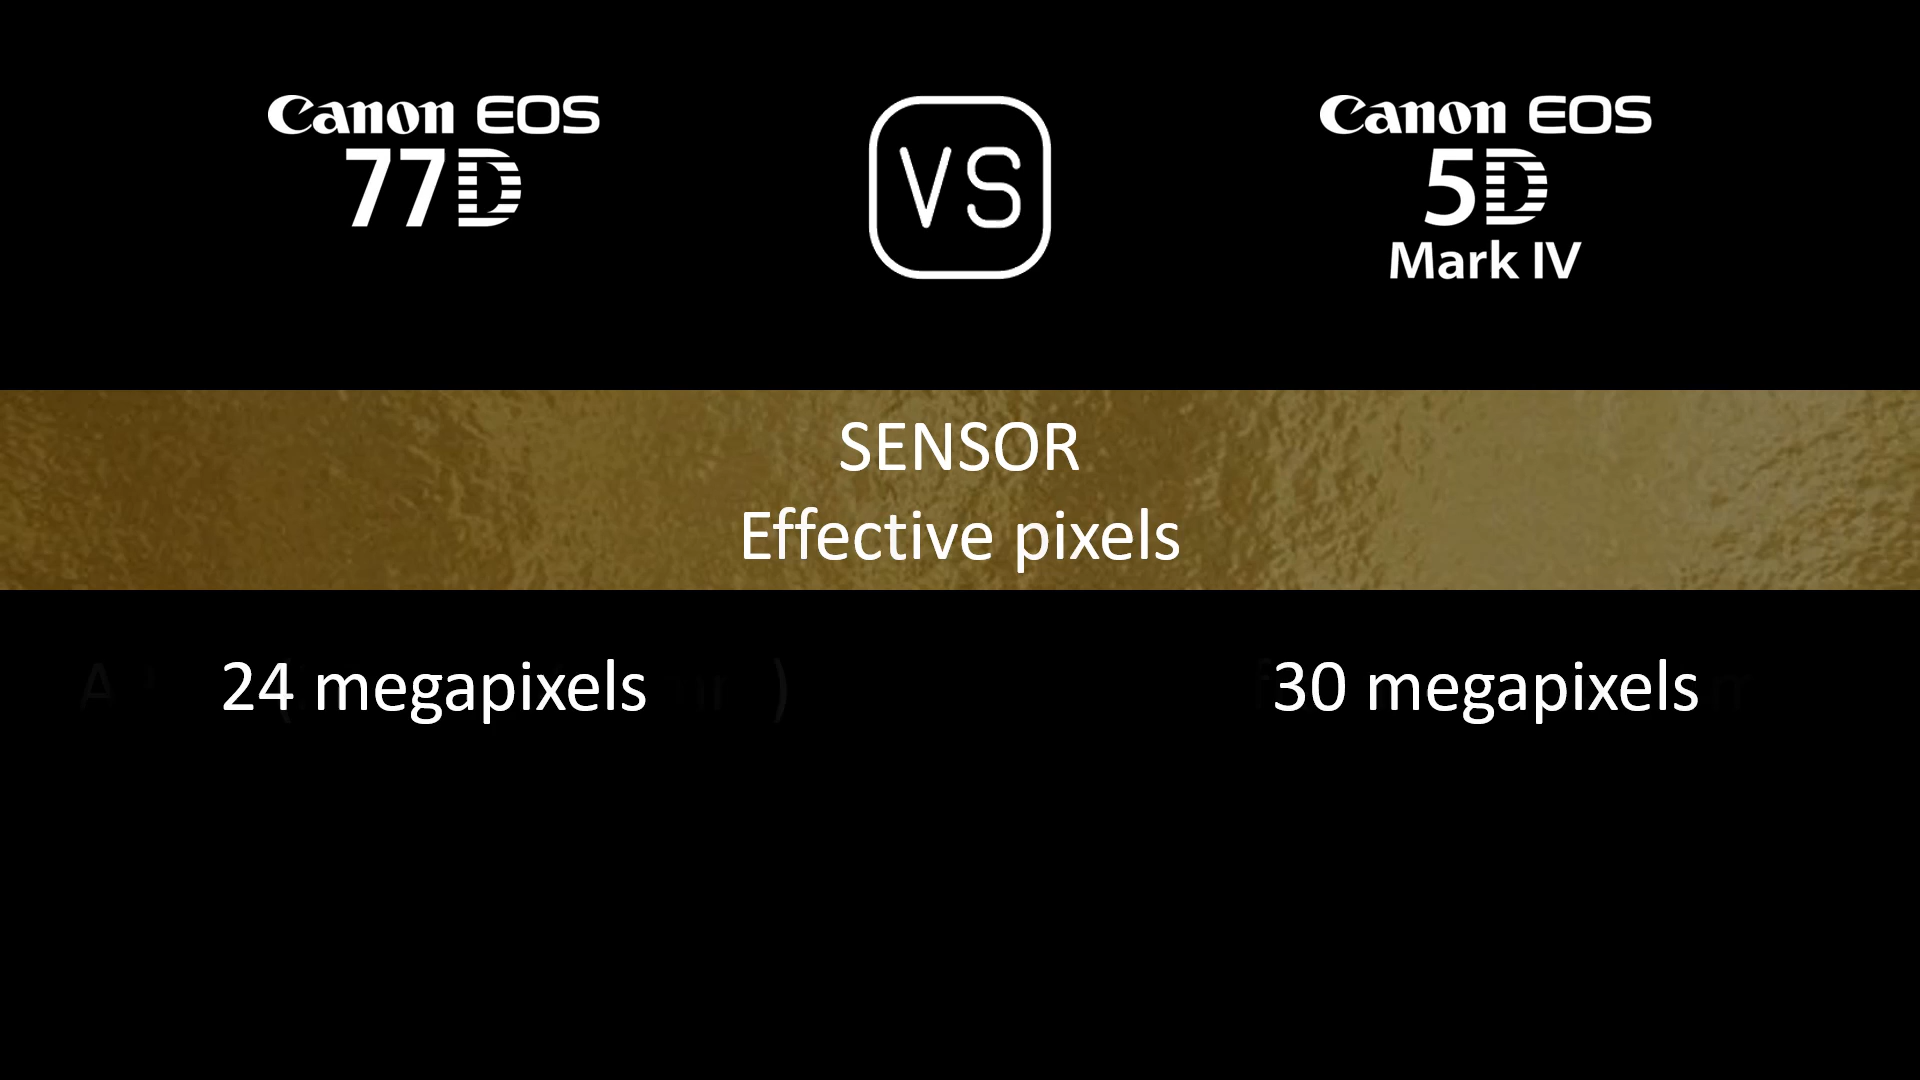 Canon EOS
77D
VS
Canon EOS
5D
Mark IV
SENSOR
Effective pixels
24 megapixels
30 megapixels